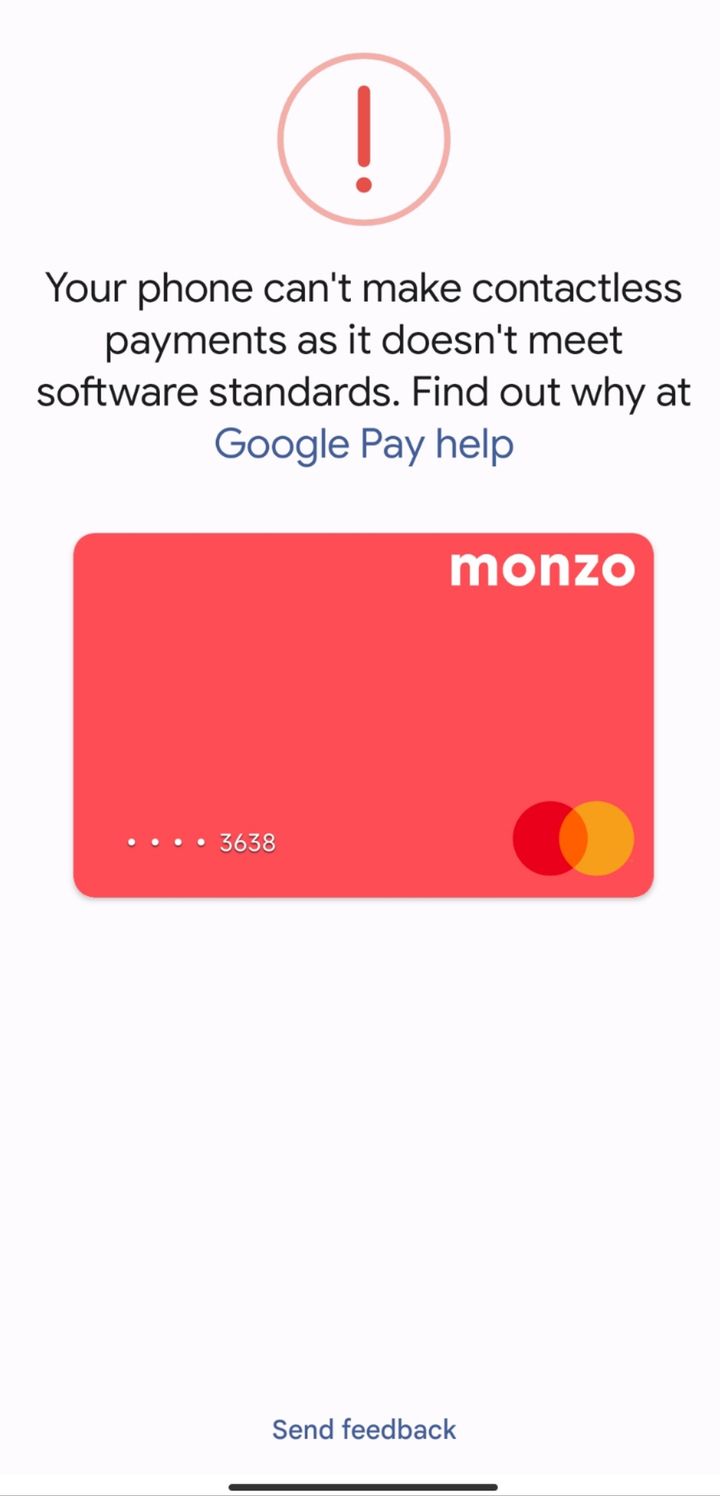 Your phone can't make contactless
payments as it doesn't meet
software standards. Find out why at
Google Pay help
monzo
• • • • 3638
Send feedback